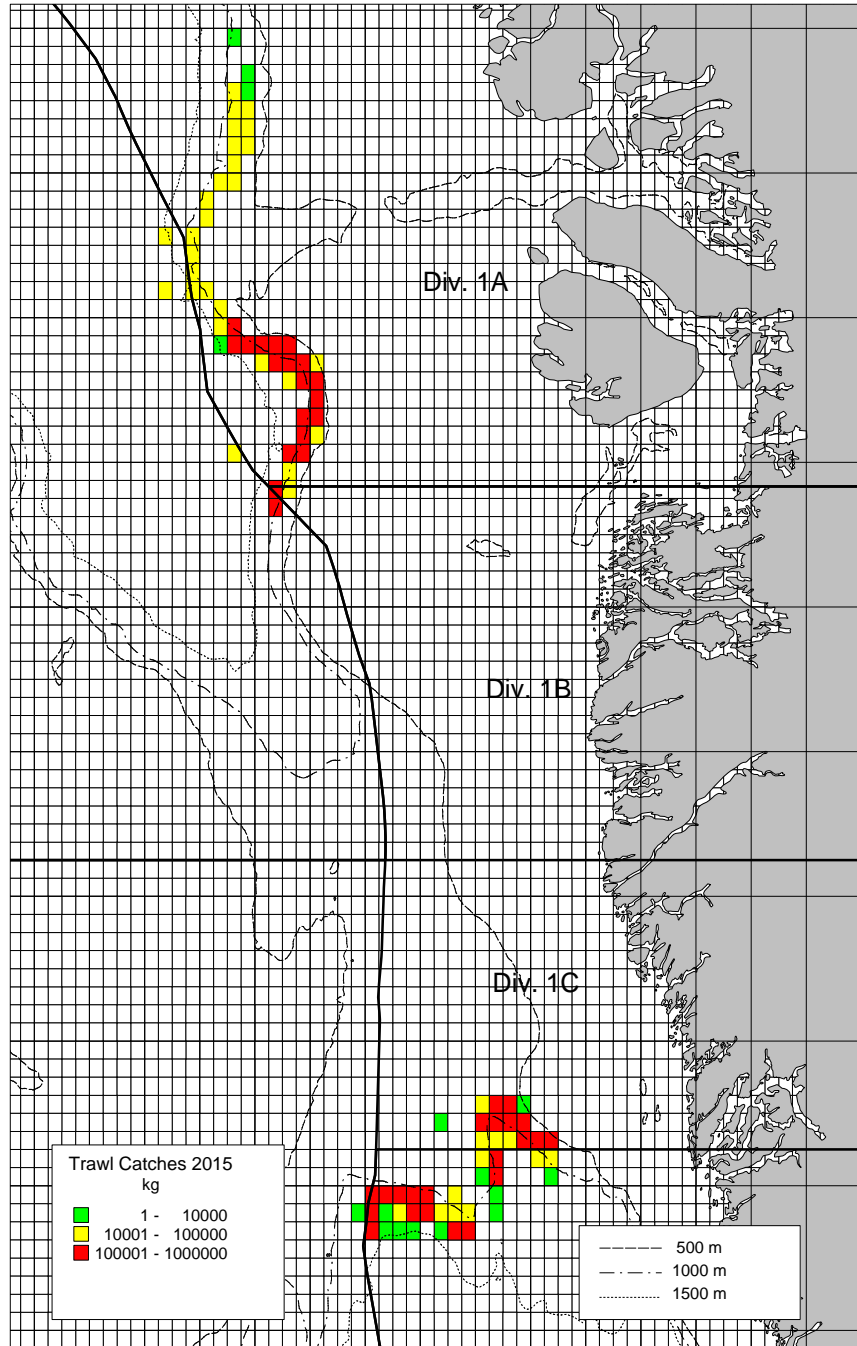 Div. 1A
Div. 1B
Div. 1C
Trawl Catches 2015
kg
1 - 10000
10001 - 100000
100001 - 1000000
500 m
1000 m
1500 m